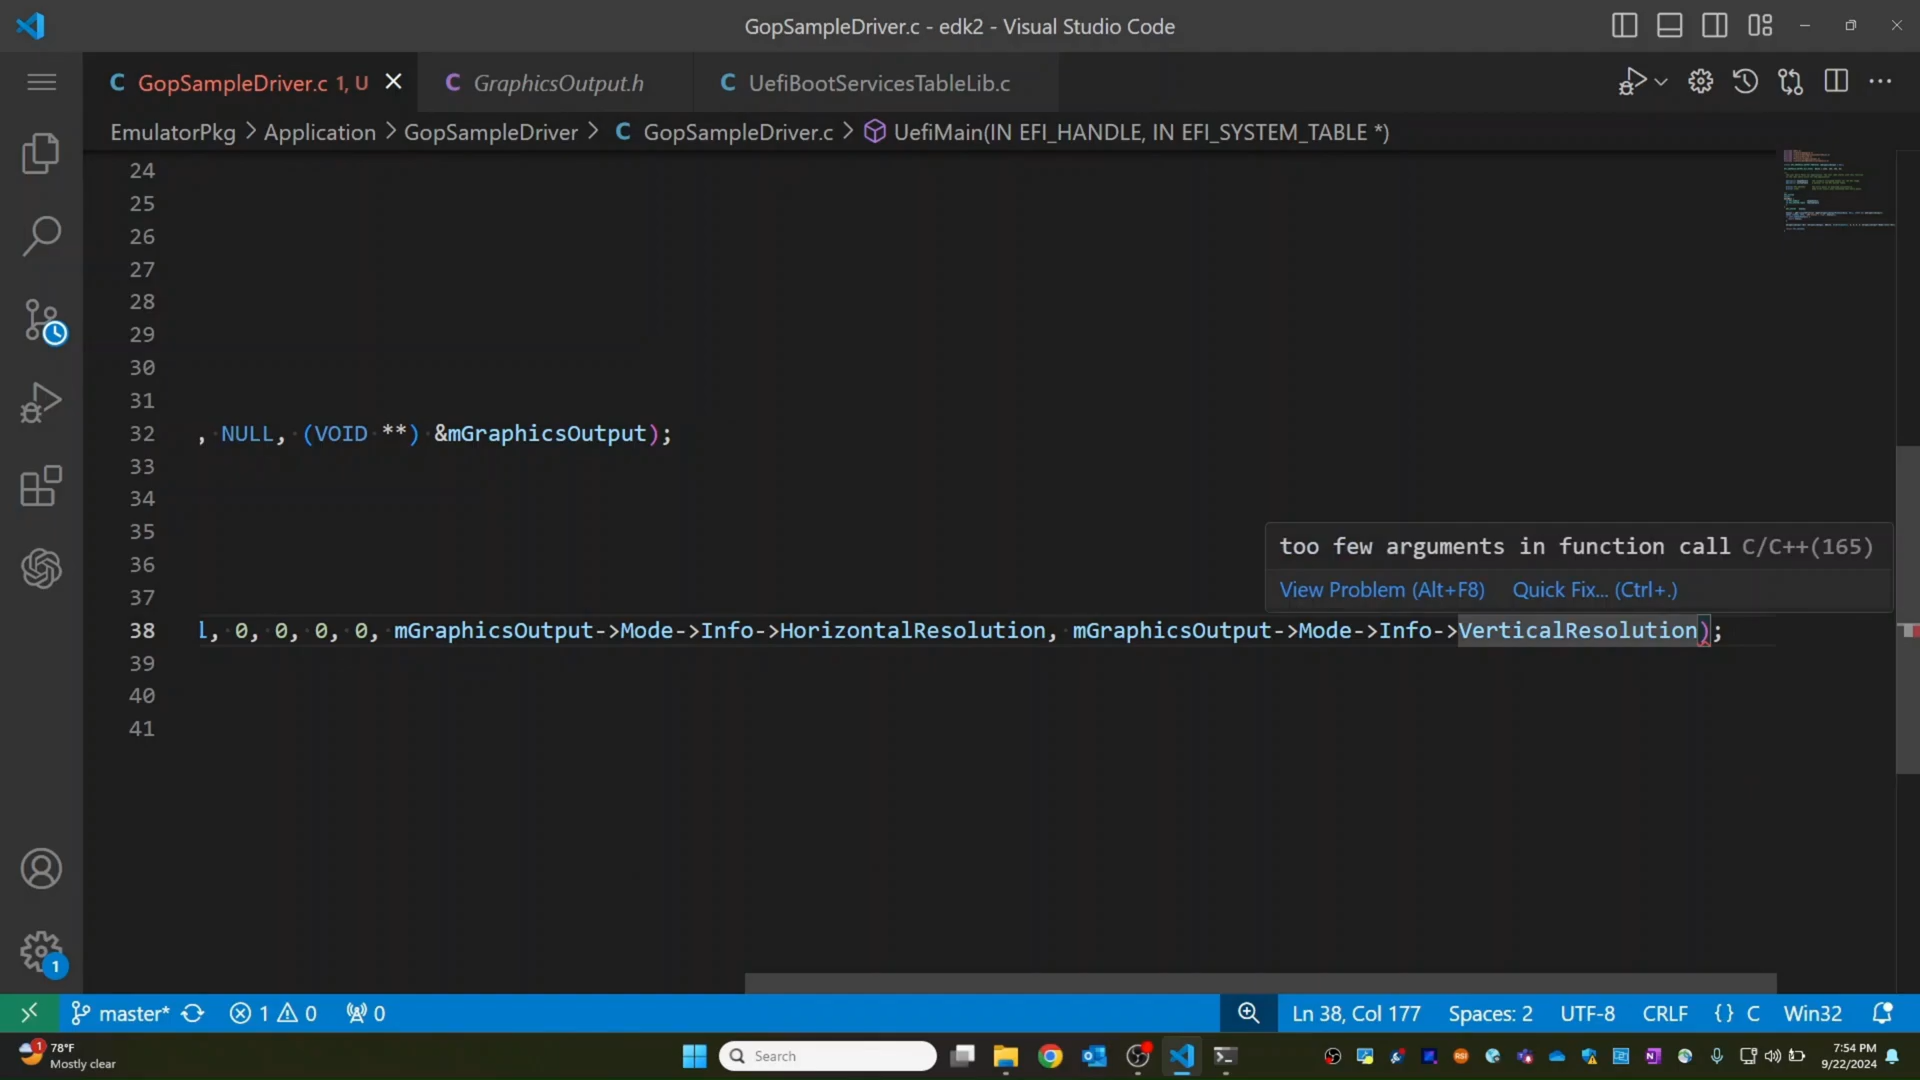 GopSampleDriver.c - edk2 - Visual Studio Code
GopSampleDriver.c 1, U
GraphicsOutput.h
UefiBootServicesTableLib.c
EmulatorPkg > Application > GopSampleDriver > C GopSampleDriver.c > UefiMain(IN EFI_HANDLE, IN EFI_SYSTEM_TABLE *)
24
25
26
27
28
29
30
31
32 , NULL, (VOID **) &mGraphicsOutput);
33
34
35
too few arguments in function call C/C++(165)
36
View Problem (Alt+F8) Quick Fix... (Ctrl+.)
37
38 l, 0, 0, 0, 0, mGraphicsOutput->Mode->Info->HorizontalResolution, mGraphicsOutput->Mode->Info->VerticalResolution);
39
40
41
1
master* 1 0 0 Ln 38, Col 177 Spaces: 2 UTF-8 CRLF {} C Win32
1 78°F
Mostly clear
Search
7:54 PM
9/22/2024